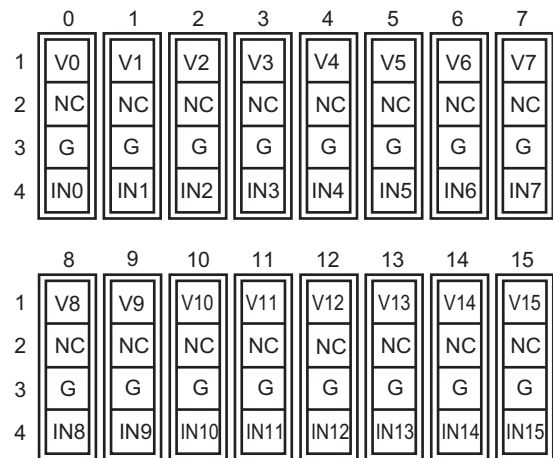 0 1 2 3 4 5 6 7
1 V0 V1 V2 V3 V4 V5 V6 V7
2 NC NC NC NC NC NC NC NC
3 G G G G G G G G
4 IN0 IN1 IN2 IN3 IN4 IN5 IN6 IN7
8 9 10 11 12 13 14 15
1 V8 V9 V10 V11 V12 V13 V14 V15
2 NC NC NC NC NC NC NC NC
3 G G G G G G G G
4 IN8 IN9 IN10 IN11 IN12 IN13 IN14 IN15